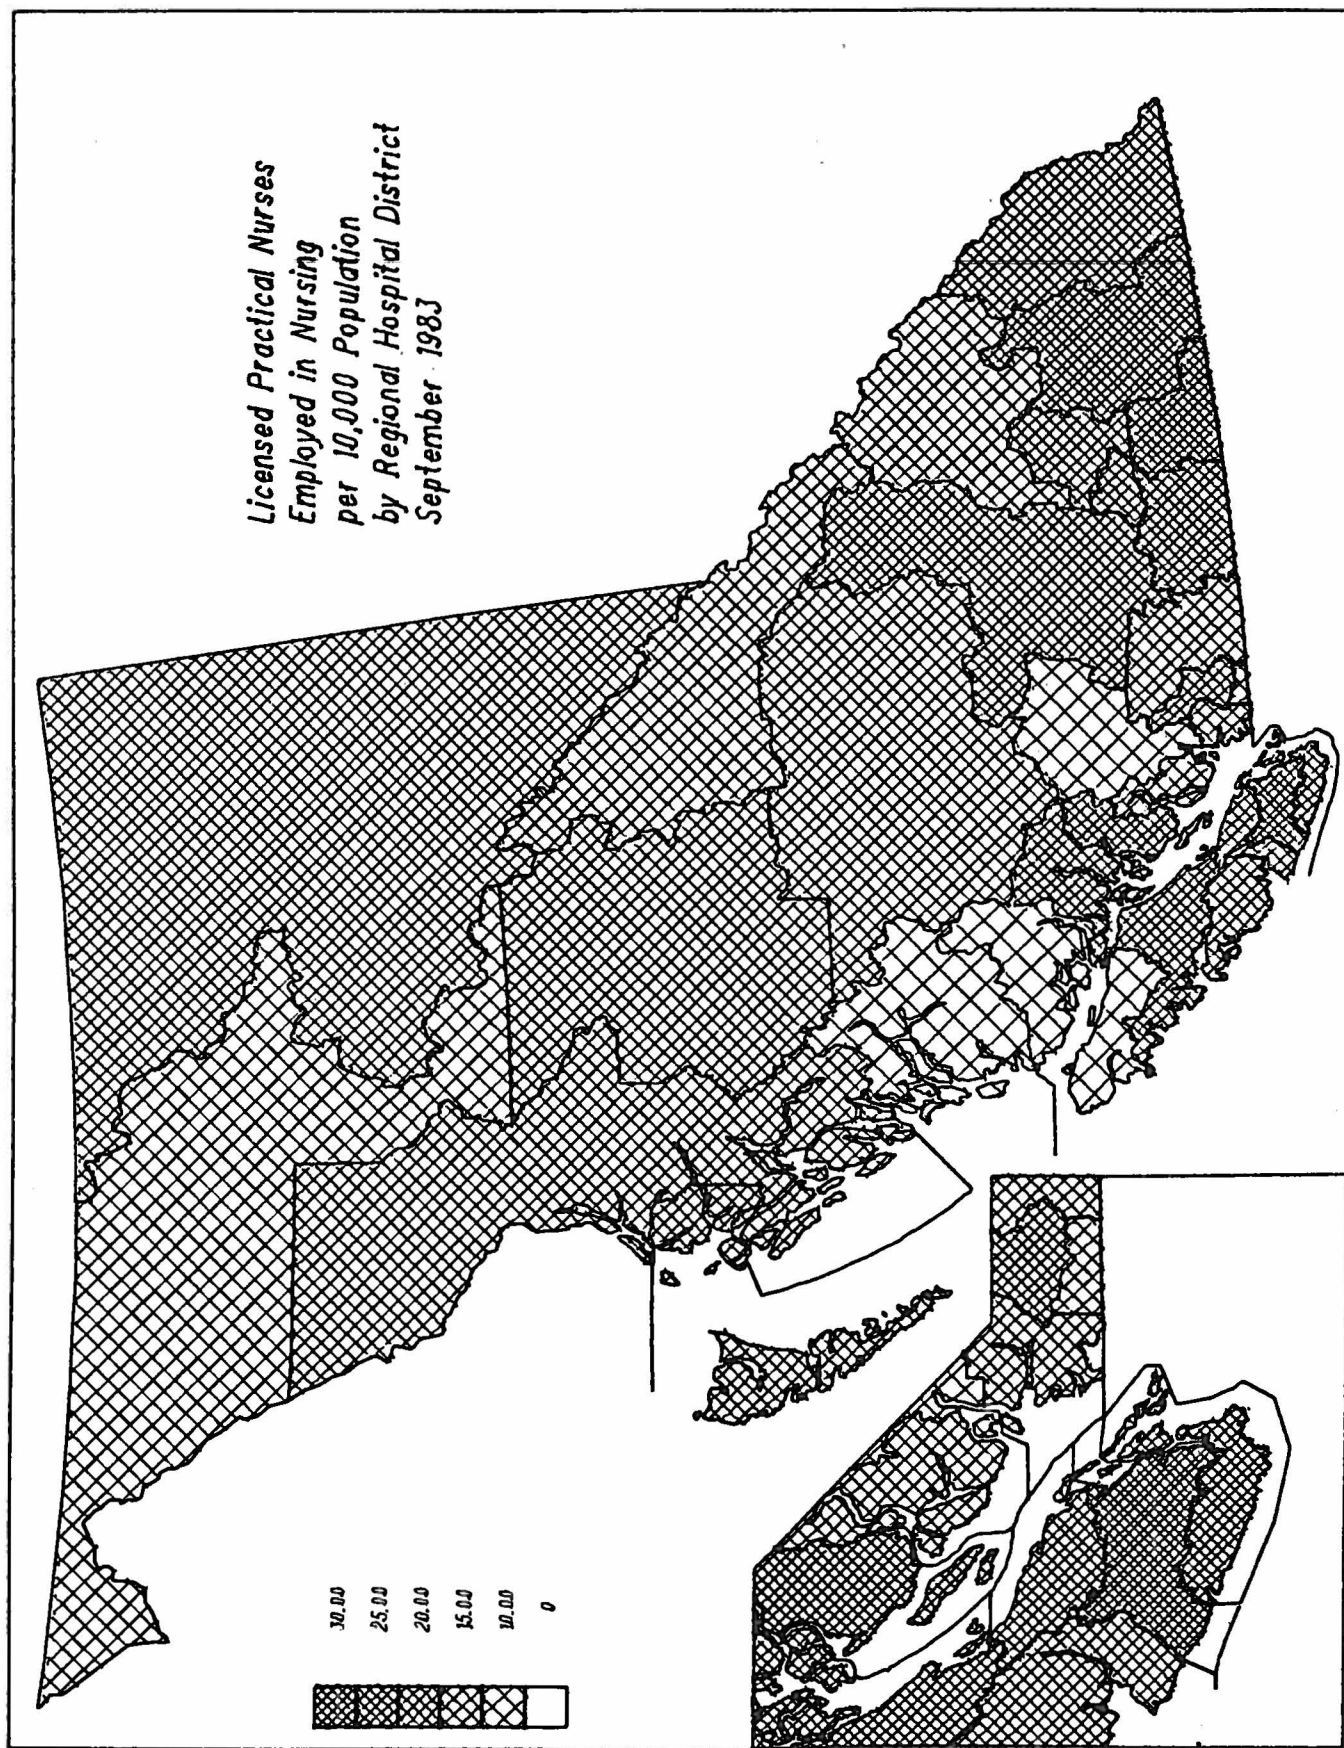 Licensed Practical Nurses
Employed in Nursing
per 10,000 Population
by Regional Hospital District
September 1983
30.00
25.00
20.00
15.00
10.00
0